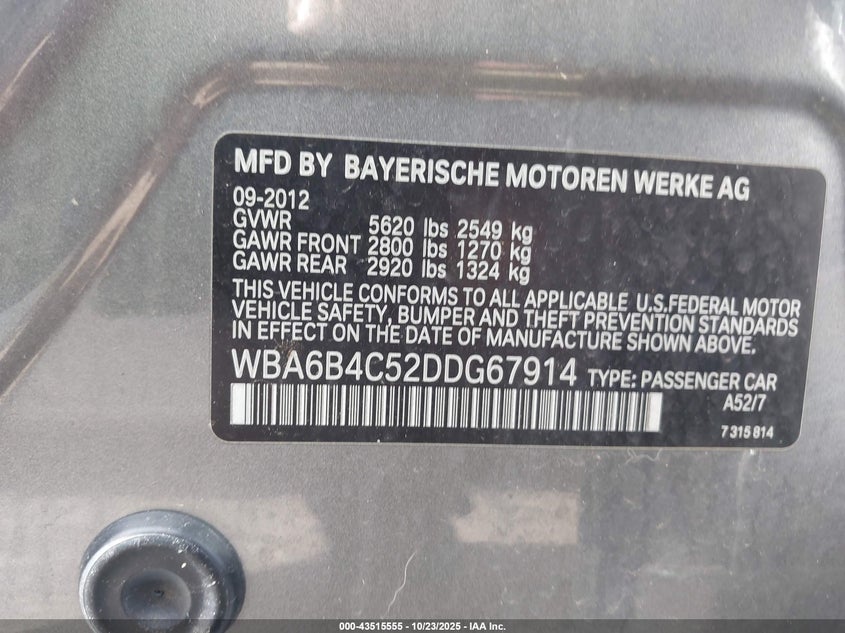 MFD BY BAYERISCHE MOTOREN WERKE AG
09-2012
GVWR 5620 lbs 2549 kg
GAWR FRONT 2800 lbs 1270 kg
GAWR REAR 2920 lbs 1324 kg
THIS VEHICLE CONFORMS TO ALL APPLICABLE U.S.FEDERAL MOTOR
VEHICLE SAFETY, BUMPER AND THEFT PREVENTION STANDARDS
IN EFFECT ON THE DATE OF MANUFACTURE SHOWN ABOVE.
WBA6B4C52DDG67914 TYPE: PASSENGER CAR
A52/7
7 315 814
000-43515555 | 10/23/2025 - IAA Inc.